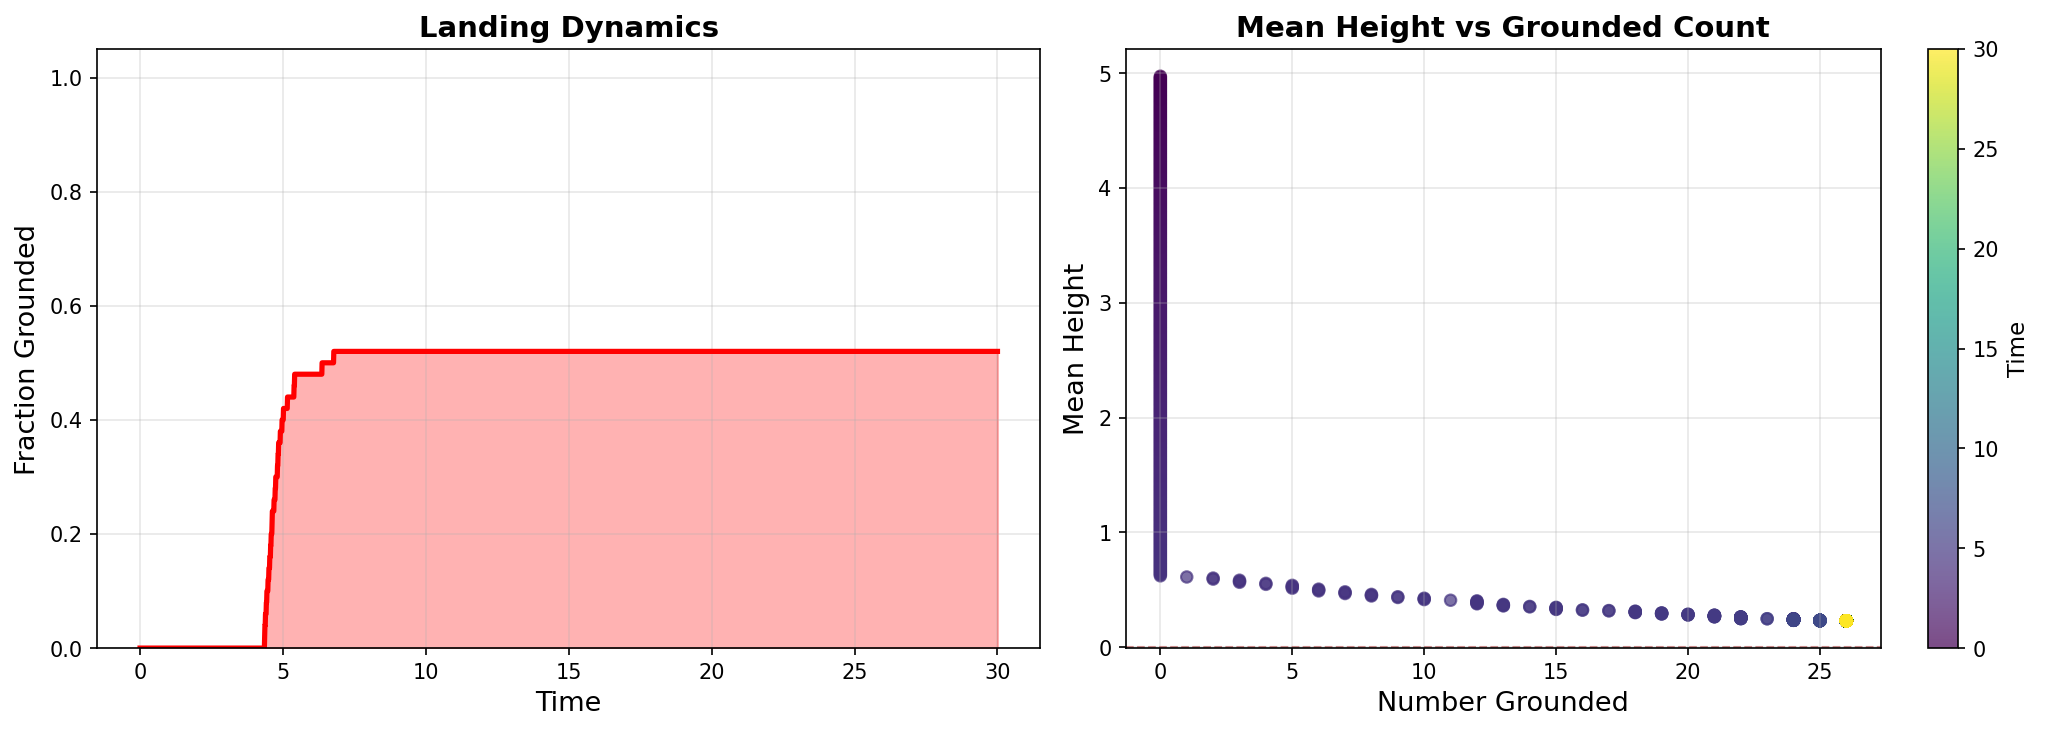 Landing Dynamics
Fraction Grounded
1.0
0.8
0.6
0.4
0.2
0.0
0 5 10 15 20 25 30
Time
Mean Height vs Grounded Count
Mean Height
5
4
3
2
1
0
0 5 10 15 20 25
Number Grounded
30
25
20
15
10
5
0
Time